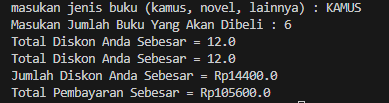 masukan jenis buku (kamus, novel, lainnya) : KAMUS
Masukan Jumlah Buku Yang Akan Dibeli : 6
Total Diskon Anda Sebesar = 12.0
Total Diskon Anda Sebesar = 12.0
Jumlah Diskon Anda Sebesar = Rp14400.0
Total Pembayaran Sebesar = Rp105600.0